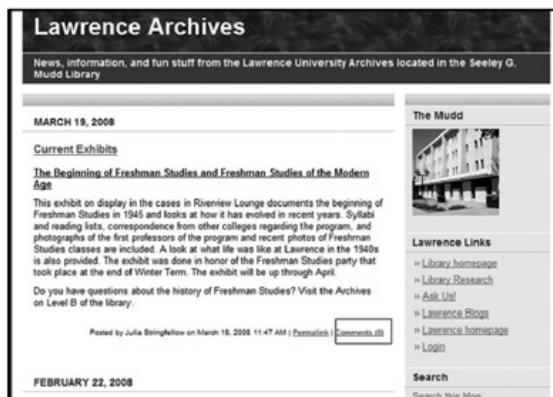 Lawrence Archives
News, information, and fun stuff from the Lawrence University Archives located in the Seeley G.
Mudd Library
MARCH 19, 2008
Current Exhibits
The Beginning of Freshman Studies and Freshman Studies of the Modern
Age
This exhibit on display in the cases in Riverview Lounge documents the beginning of
Freshman Studies in 1945 and looks at how it has evolved in recent years. Syllabi
and reading lists, correspondence from other colleges regarding the program, and
photographs of the first professors of the program and recent photos of Freshman
Studies classes are included. A look at what life was like at Lawrence in the 1940s
is also provided. The exhibit was done in honor of the Freshman Studies party that
took place at the end of Winter Term. The exhibit will be up through April.
Do you have questions about the history of Freshman Studies? Visit the Archives
on Level B of the library.
Posted by Julia Stringfellow on March 19, 2008 11:47 AM | Permalink | Comments (0)
FEBRUARY 22, 2008
The Mudd
Lawrence Links
» Library homepage
» Library Research
» Ask Us!
» Lawrence Blogs
» Lawrence homepage
» Login
Search
Search this blog: